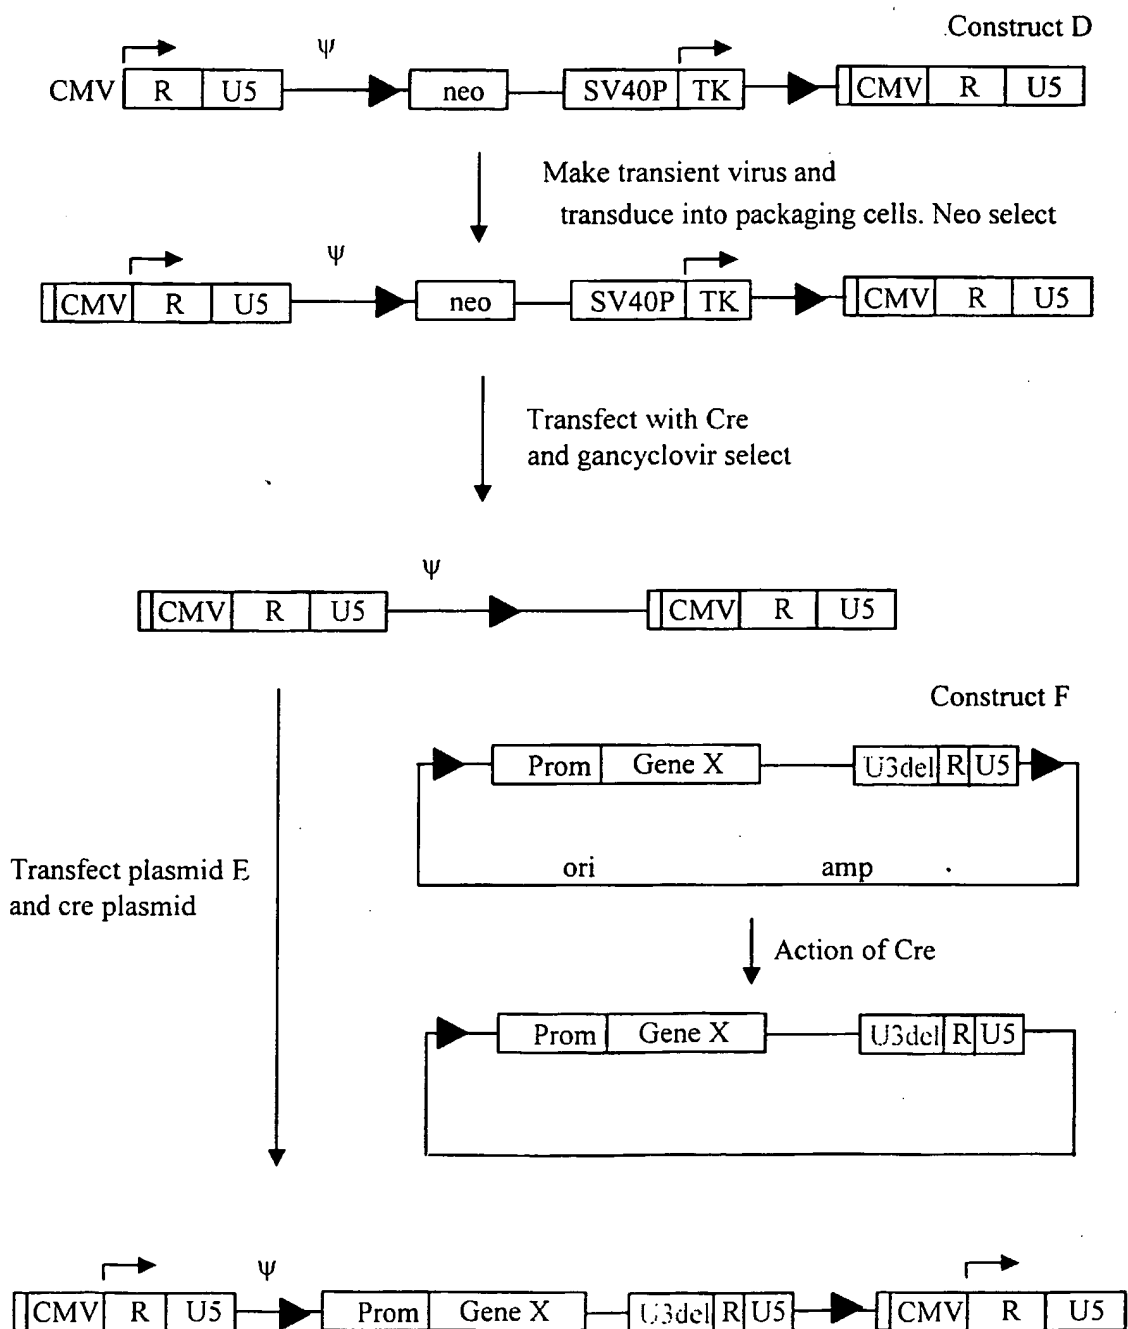 Construct D
ψ
CMV R U5 neo SV40P TK CMV R U5
Make transient virus and
transduce into packaging cells. Neo select
ψ
CMV R U5 neo SV40P TK CMV R U5
Transfect with Cre
and gancyclovir select
ψ
CMV R U5 CMV R U5
Construct F
Prom Gene X U3del R U5
ori amp
Transfect plasmid E
and cre plasmid
Action of Cre
Prom Gene X U3del R U5
ψ
CMV R U5 Prom Gene X U3del R U5 CMV R U5